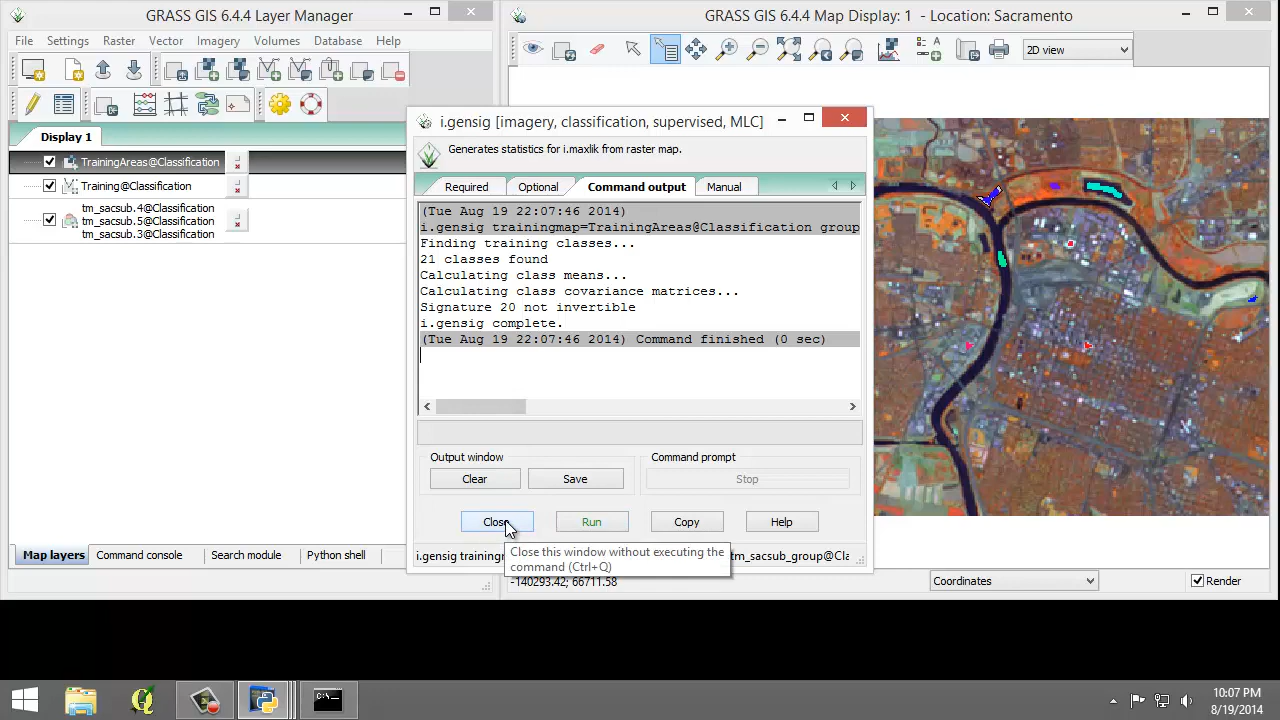 GRASS GIS 6.4.4 Layer Manager
File Settings Raster Vector Imagery Volumes Database Help
Display 1
TrainingAreas@Classification
Training@Classification
tm_sacsub.4@Classification
tm_sacsub.5@Classification
tm_sacsub.3@Classification
Map layers Command console Search module Python shell
GRASS GIS 6.4.4 Map Display: 1 - Location: Sacramento
2D view
i.gensig [imagery, classification, supervised, MLC]
Generates statistics for i.maxlik from raster map.
Required Optional Command output Manual
(Tue Aug 19 22:07:46 2014)
i.gensig trainingmap=TrainingAreas@Classification group
Finding training classes...
21 classes found
Calculating class means...
Calculating class covariance matrices...
Signature 20 not invertible
i.gensig complete.
(Tue Aug 19 22:07:46 2014) Command finished (0 sec)
Output window Command prompt
Clear Save Stop
Close Run Copy Help
i.gensig training
Close this window without executing the
command (Ctrl+Q)
tm_sacsub_group@Cla
-140293.42; 66711.58
Coordinates
Render
10:07 PM
8/19/2014